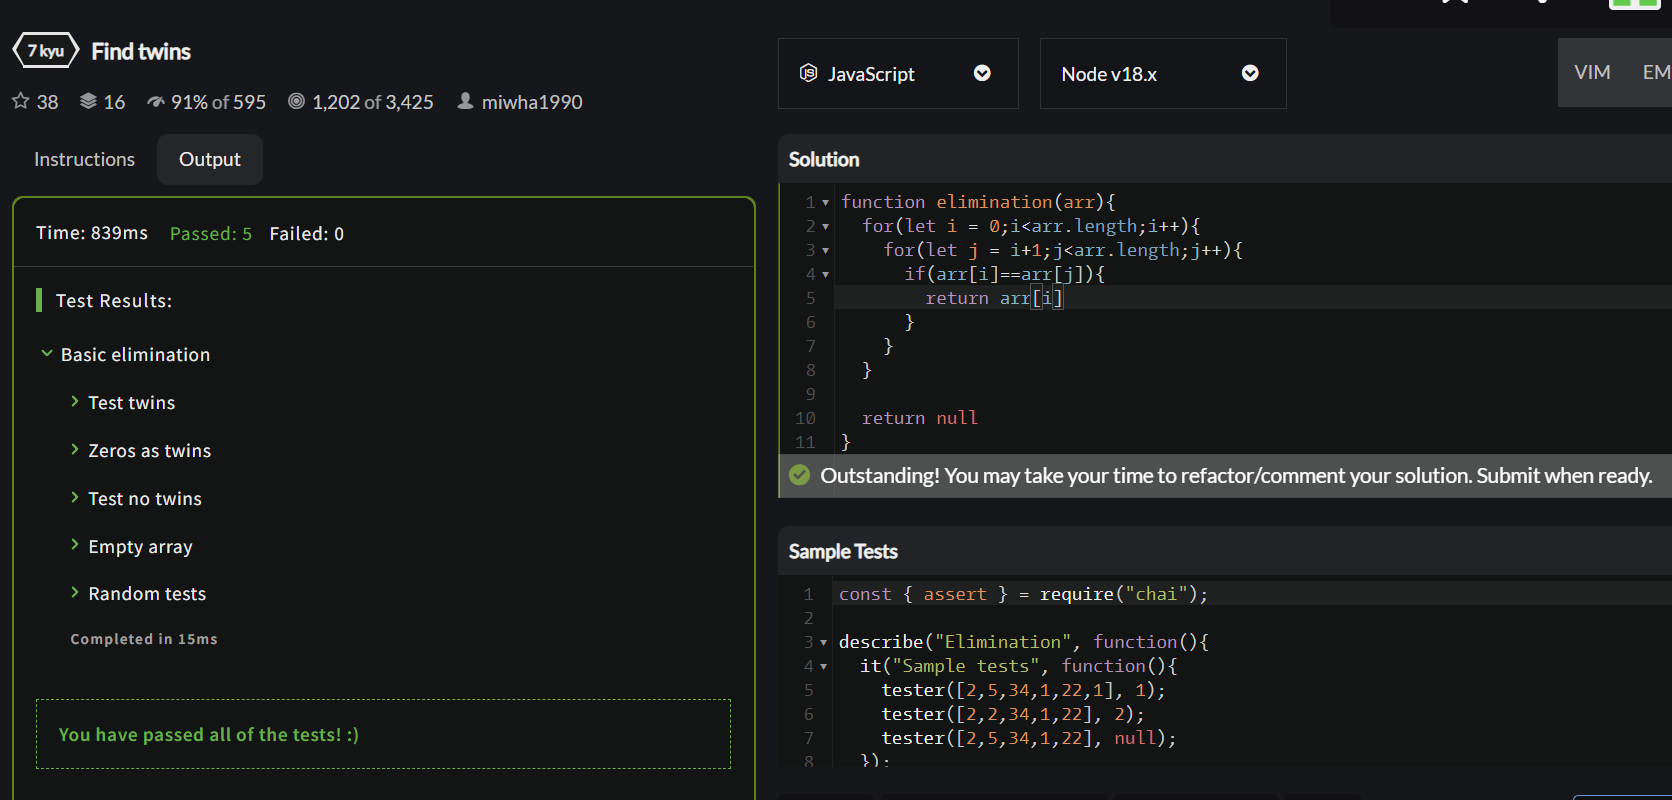 7 kyu Find twins
38 16 91% of 595 1,202 of 3,425 miwha1990
Instructions Output
Time: 839ms Passed: 5 Failed: 0
Test Results:
Basic elimination
Test twins
Zeros as twins
Test no twins
Empty array
Random tests
Completed in 15ms
You have passed all of the tests! :)
JavaScript Node v18.x VIM EM
Solution
1 function elimination(arr){
2 for(let i = 0;i<arr.length;i++){
3 for(let j = i+1;j<arr.length;j++){
4 if(arr[i]==arr[j]){
5 return arr[i]
6 }
7 }
8 }
9
10 return null
11 }
Outstanding! You may take your time to refactor/comment your solution. Submit when ready.
Sample Tests
1 const { assert } = require("chai");
2
3 describe("Elimination", function(){
4 it("Sample tests", function(){
5 tester([2,5,34,1,22,1], 1);
6 tester([2,2,34,1,22], 2);
7 tester([2,5,34,1,22], null);
8 });